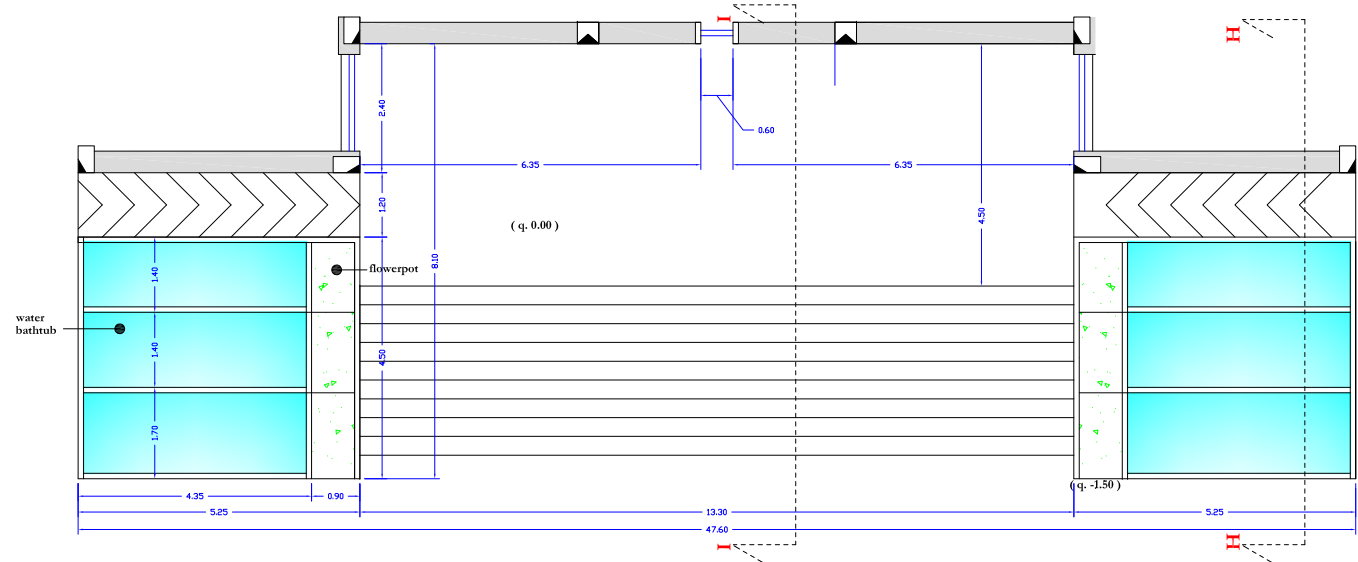 I
H
2.40
0.60
6.35
6.35
1.20
4.50
( q. 0.00 )
8.10
flowerpot
1.40
water
bathtub
1.40
4.50
1.70
( q. -1.50 )
4.35
0.90
5.25
13.30
5.25
47.60
I
H